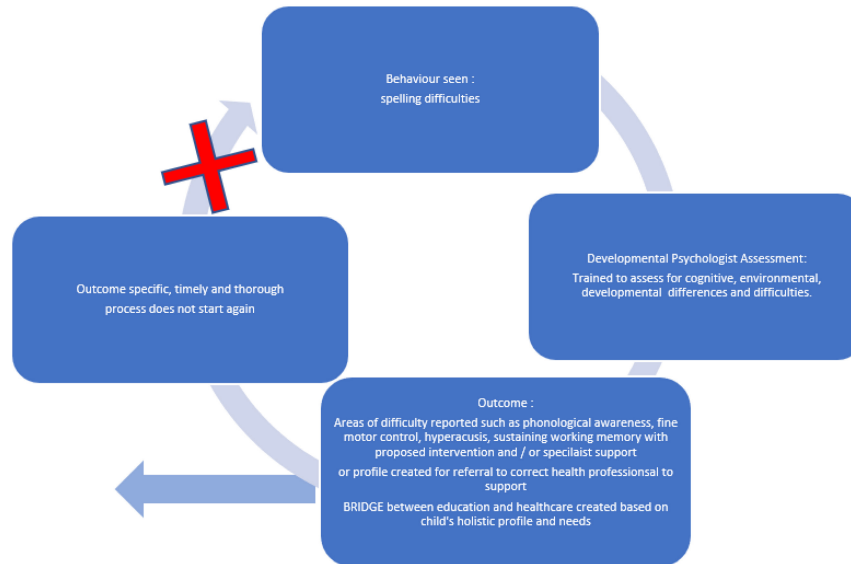 Behaviour seen :
spelling difficulties
Developmental Psychologist Assessment:
Trained to assess for cognitive, environmental,
developmental differences and difficulties.
Outcome :
Areas of difficulty reported such as phonological awareness, fine
motor control, hyperacusis, sustaining working memory with
proposed intervention and / or specilaist support
or profile created for referral to correct health professionsal to
support
BRIDGE between education and healthcare created based on
child's holistic profile and needs
Outcome specific, timely and thorough
process does not start again